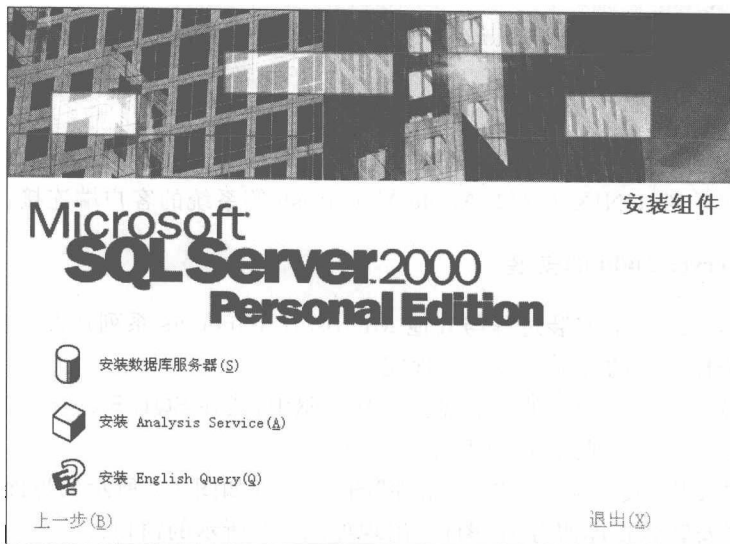 安装组件
Microsoft
SQL Server 2000
Personal Edition
安装数据库服务器(S)
安装 Analysis Service(A)
安装 English Query(Q)
上一步(B)
退出(X)